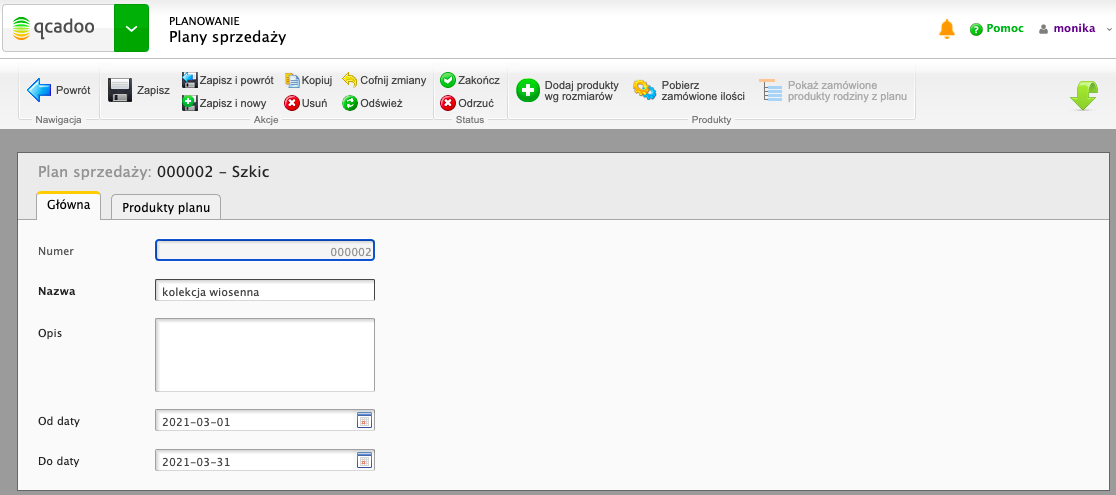 qcadoo
PLANOWANIE
Plany sprzedaży
Pomoc
monika
Powrót
Nawigacja
Zapisz
Zapisz i powrót
Kopiuj
Cofnij zmiany
Zapisz i nowy
Usuń
Odśwież
Akcje
Zakończ
Odrzuć
Status
Dodaj produkty
wg rozmiarów
Pobierz
zamówione ilości
Pokaż zamówione
produkty rodziny z planu
Produkty
Plan sprzedaży: 000002 - Szkic
Główna
Produkty planu
Numer
000002
Nazwa
kolekcja wiosenna
Opis
Od daty
2021-03-01
Do daty
2021-03-31